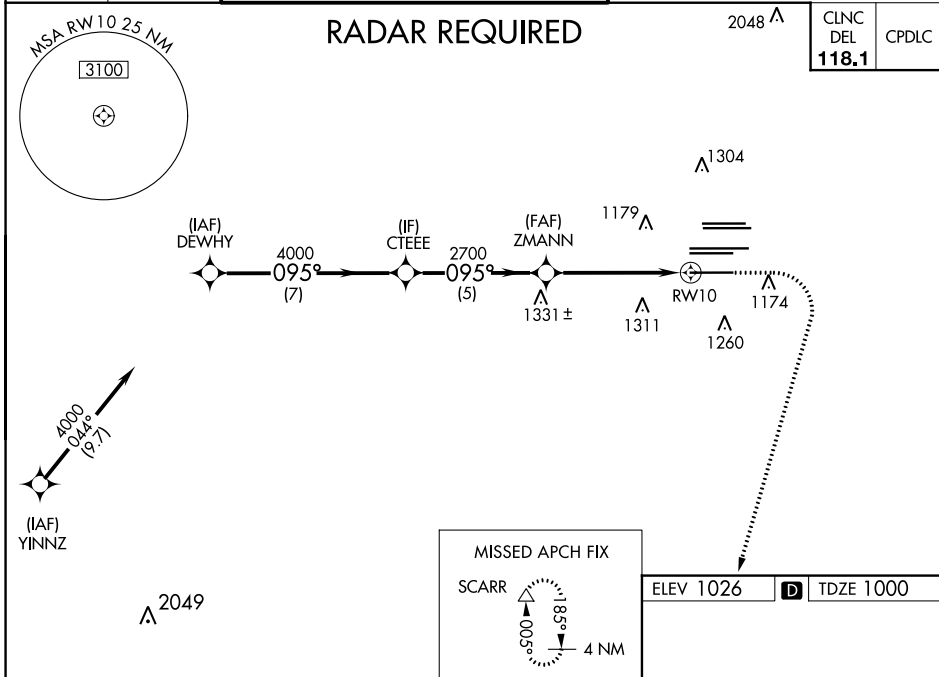 RADAR REQUIRED
2048
CLNC
DEL
118.1
CPDLC
MSA RW10 25 NM
3100
1304
1179
(IAF)
DEWHY
4000
095°
(7)
(IF)
CTEEE
2700
095°
(5)
(FAF)
ZMANN
1331 ±
1311
RW10
1174
1260
4000
044°
(9.7)
(IAF)
YINNZ
2049
MISSED APCH FIX
SCARR
005°
185°
4 NM
ELEV 1026
D
TDZE 1000